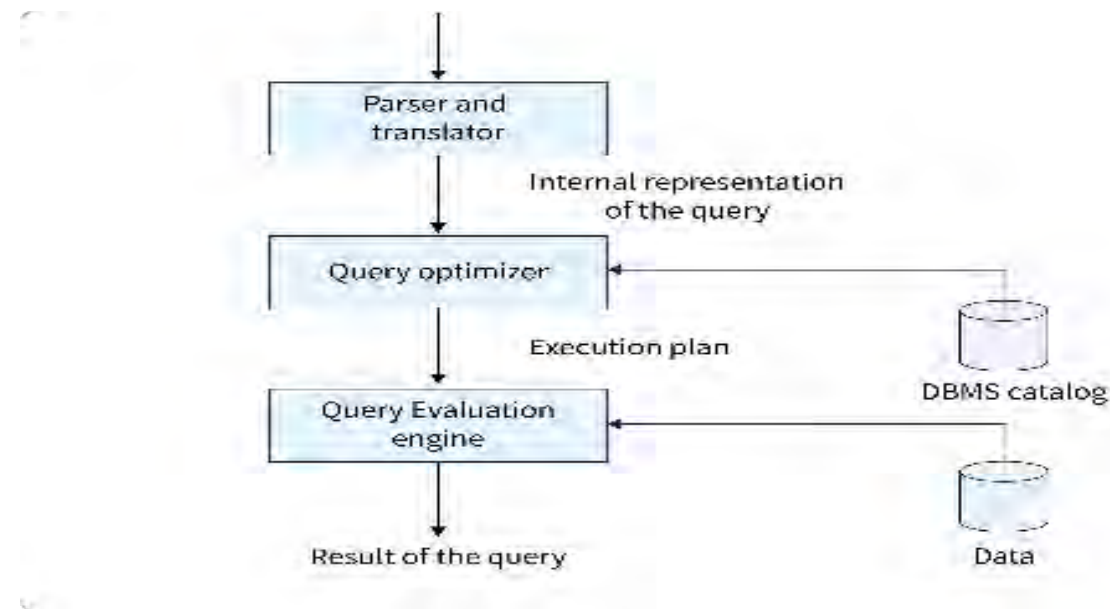 Parser and
translator
Internal representation
of the query
Query optimizer
Execution plan
DBMS catalog
Query Evaluation
engine
Result of the query
Data